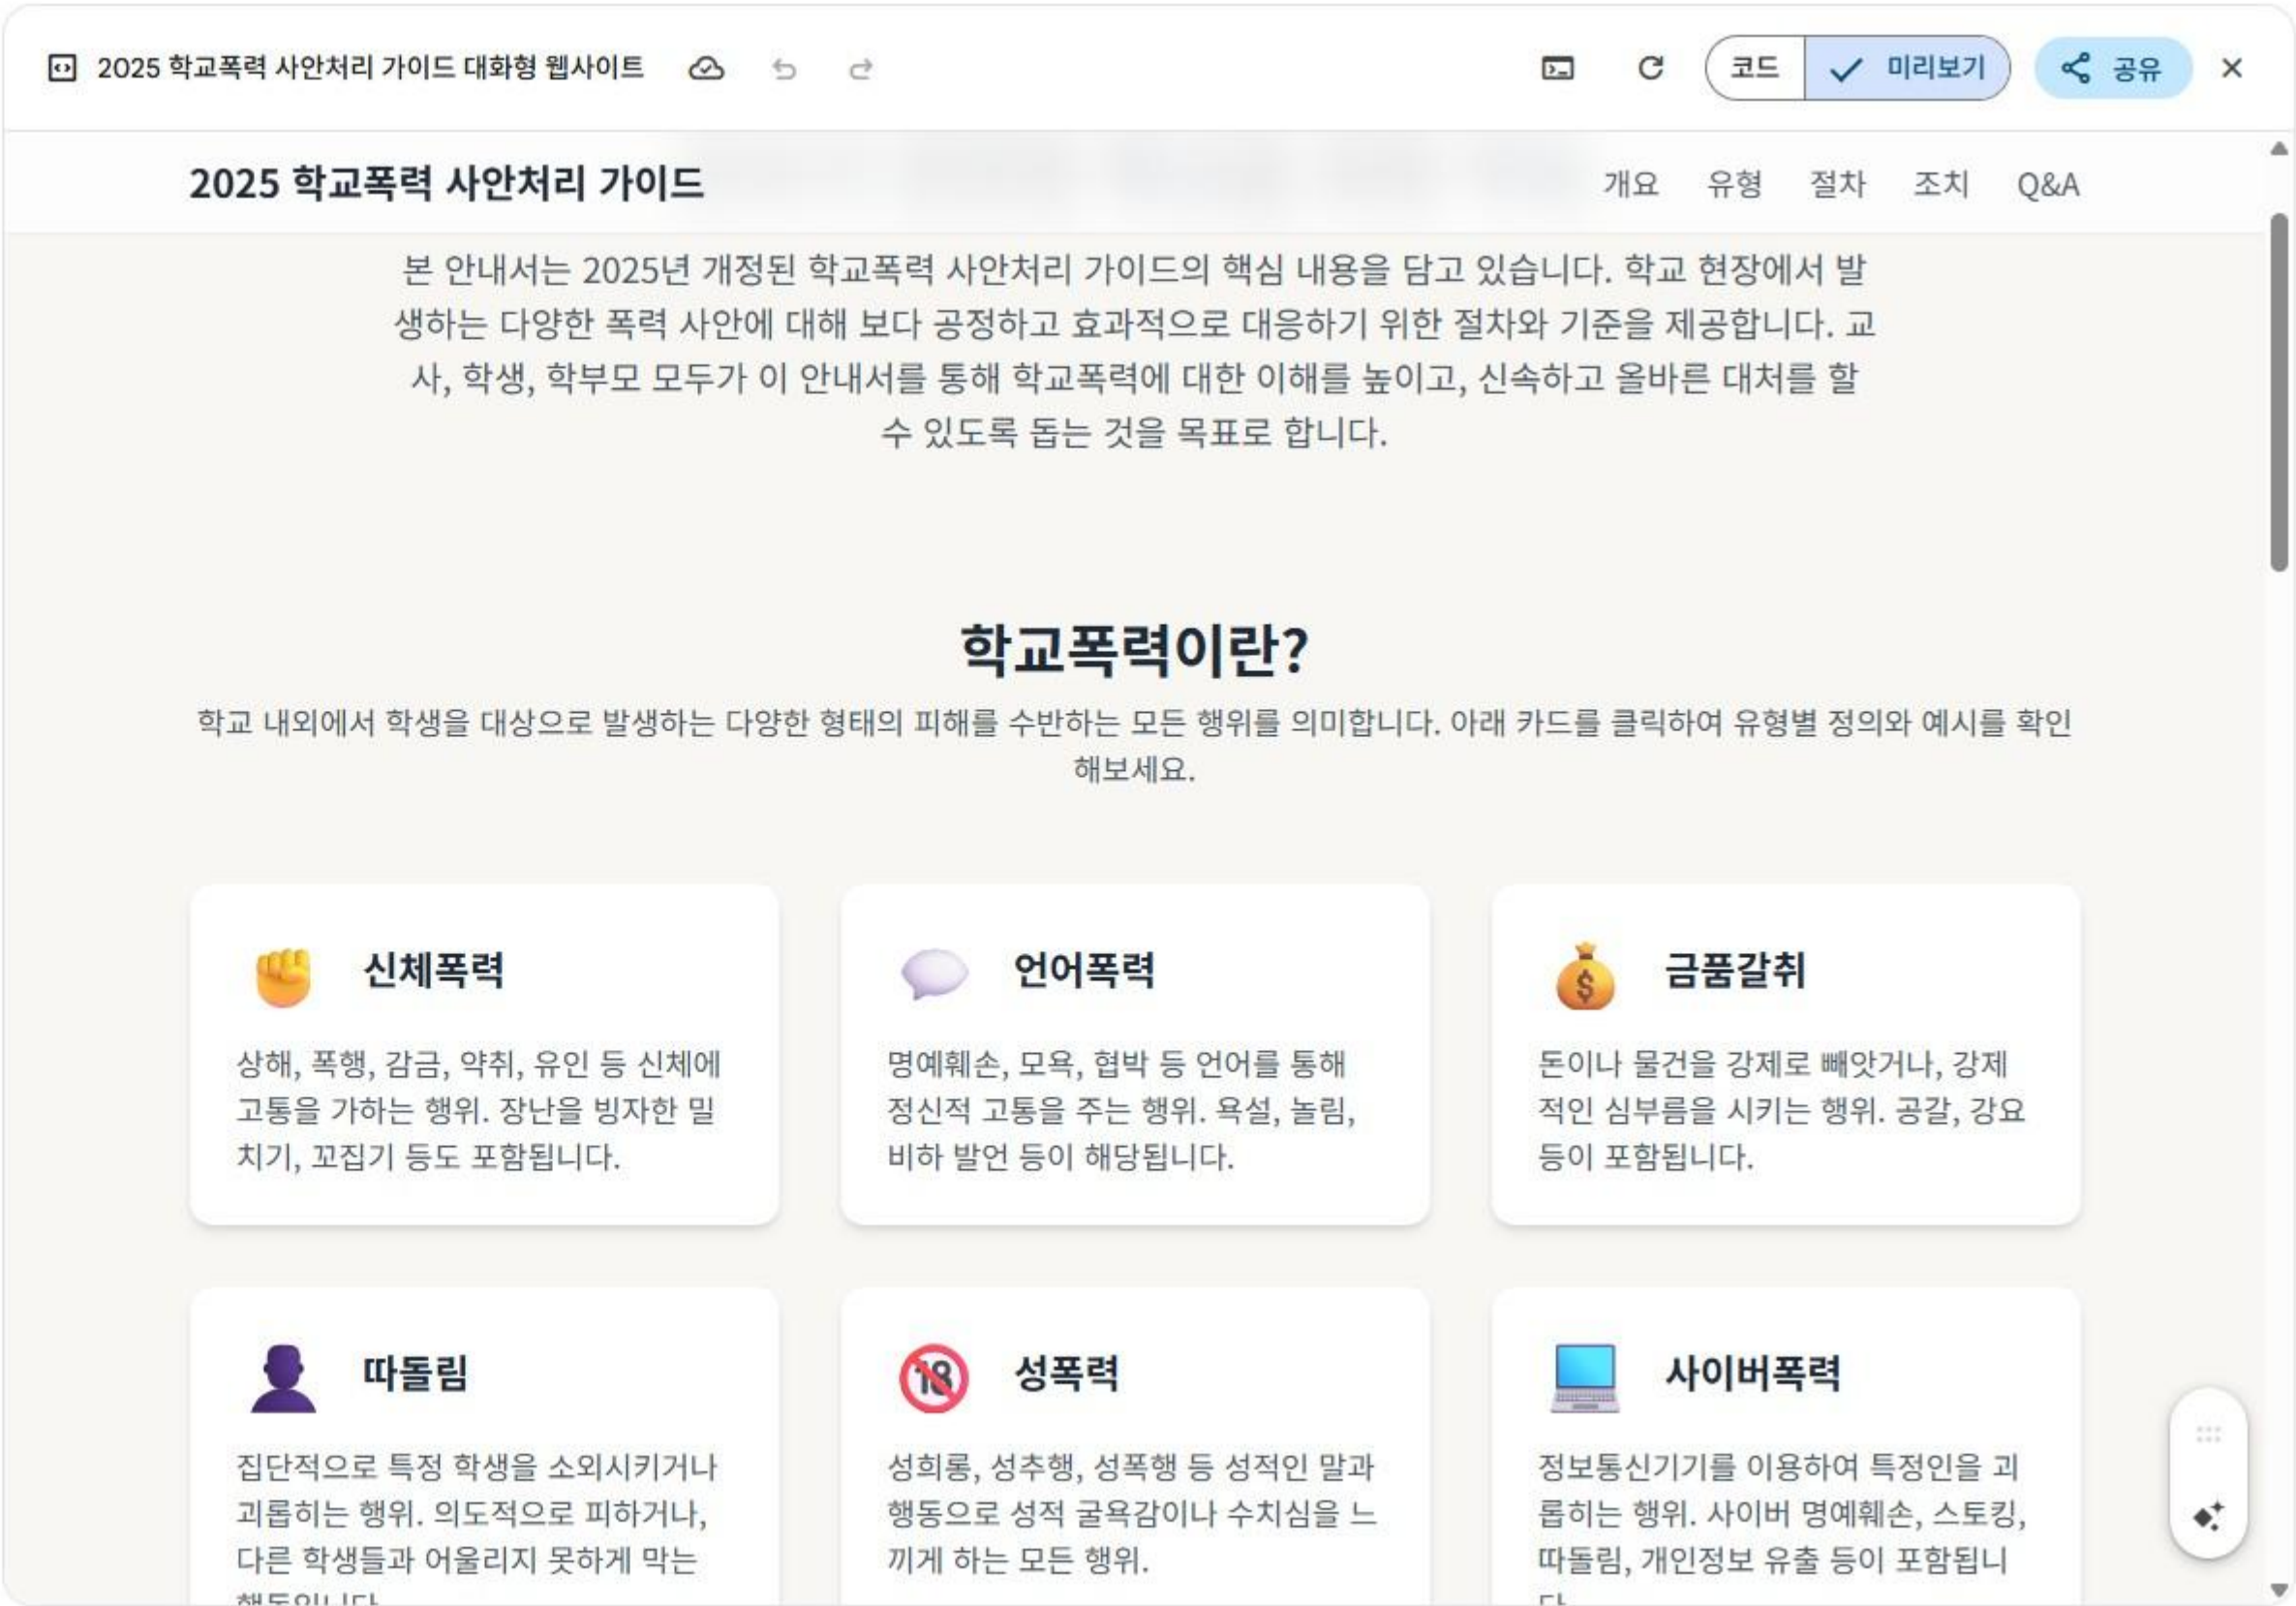 2025 학교폭력 사안처리 가이드 대화형 웹사이트
코드
미리보기
공유
2025 학교폭력 사안처리 가이드
개요
유형
절차
조치
Q&A
본 안내서는 2025년 개정된 학교폭력 사안처리 가이드의 핵심 내용을 담고 있습니다. 학교 현장에서 발
생하는 다양한 폭력 사안에 대해 보다 공정하고 효과적으로 대응하기 위한 절차와 기준을 제공합니다. 교
사, 학생, 학부모 모두가 이 안내서를 통해 학교폭력에 대한 이해를 높이고, 신속하고 올바른 대처를 할
수 있도록 돕는 것을 목표로 합니다.
학교폭력이란?
학교 내외에서 학생을 대상으로 발생하는 다양한 형태의 피해를 수반하는 모든 행위를 의미합니다. 아래 카드를 클릭하여 유형별 정의와 예시를 확인
해보세요.
신체폭력
상해, 폭행, 감금, 약취, 유인 등 신체에
고통을 가하는 행위. 장난을 빙자한 밀
치기, 꼬집기 등도 포함됩니다.
언어폭력
명예훼손, 모욕, 협박 등 언어를 통해
정신적 고통을 주는 행위. 욕설, 놀림,
비하 발언 등이 해당됩니다.
$
금품갈취
돈이나 물건을 강제로 빼앗거나, 강제
적인 심부름을 시키는 행위. 공갈, 강요
등이 포함됩니다.
따돌림
집단적으로 특정 학생을 소외시키거나
괴롭히는 행위. 의도적으로 피하거나,
다른 학생들과 어울리지 못하게 막는
행동입니다.
18
성폭력
성희롱, 성추행, 성폭행 등 성적인 말과
행동으로 성적 굴욕감이나 수치심을 느
끼게 하는 모든 행위.
사이버폭력
정보통신기기를 이용하여 특정인을 괴
롭히는 행위. 사이버 명예훼손, 스토킹,
따돌림, 개인정보 유출 등이 포함됩니
다.